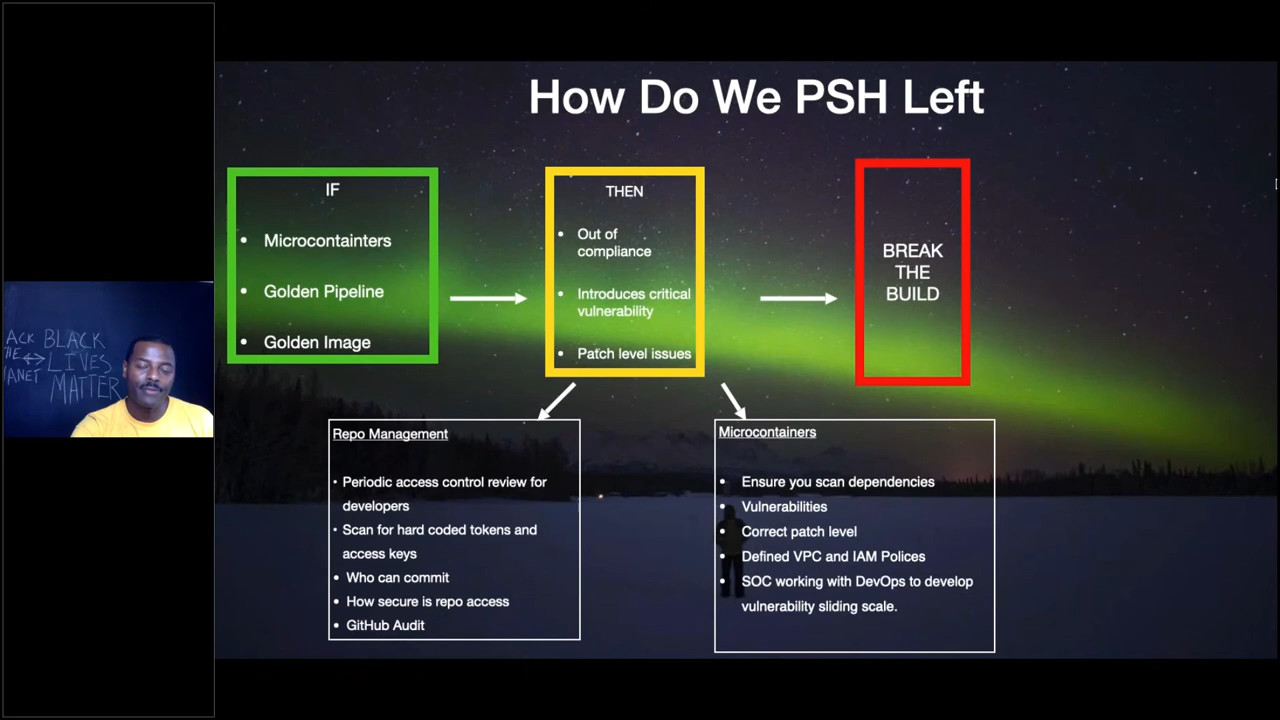 How Do We PSH Left
IF
• Microcontainters
• Golden Pipeline
• Golden Image
THEN
• Out of
compliance
• Introduces critical
vulnerability
• Patch level issues
BREAK
THE
BUILD
Repo Management
• Periodic access control review for
developers
• Scan for hard coded tokens and
access keys
• Who can commit
• How secure is repo access
• GitHub Audit
Microcontainers
• Ensure you scan dependencies
• Vulnerabilities
• Correct patch level
• Defined VPC and IAM Polices
• SOC working with DevOps to develop
vulnerability sliding scale.
ACK BLACK
HE ↔ LIVES
ANET MATTER